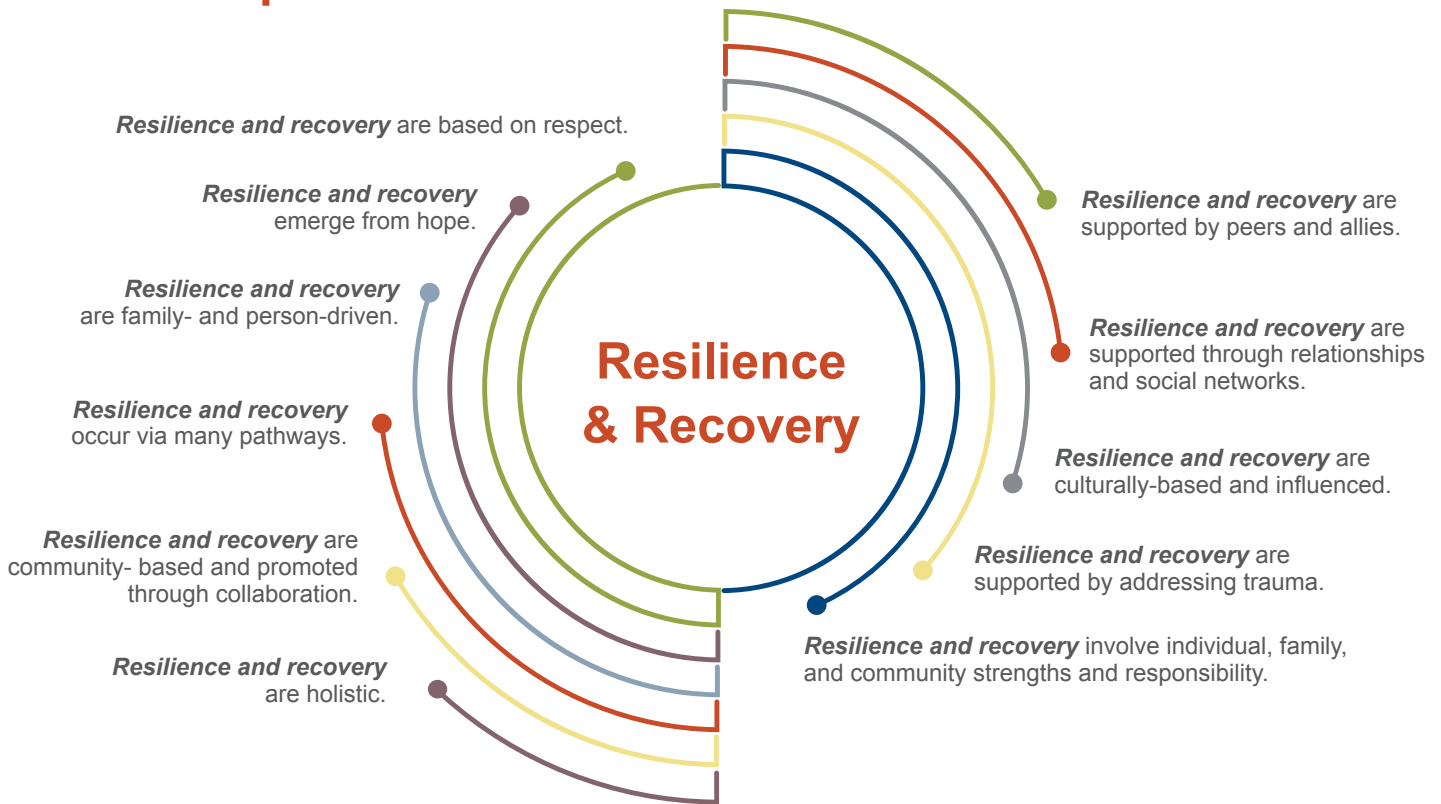 Resilience and recovery are based on respect.
Resilience and recovery
emerge from hope.
Resilience and recovery
are family- and person-driven.
Resilience and recovery
occur via many pathways.
Resilience and recovery are
community- based and promoted
through collaboration.
Resilience and recovery
are holistic.
Resilience
& Recovery
Resilience and recovery are
supported by peers and allies.
Resilience and recovery are
supported through relationships
and social networks.
Resilience and recovery are
culturally-based and influenced.
Resilience and recovery are
supported by addressing trauma.
Resilience and recovery involve individual, family,
and community strengths and responsibility.